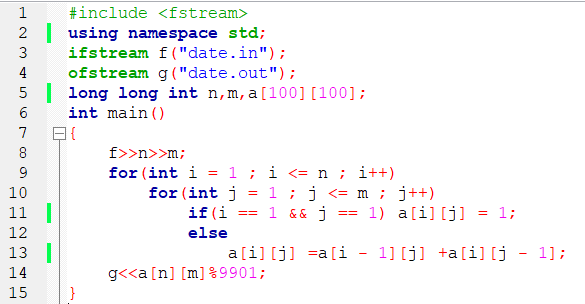 1 #include <fstream>
2 using namespace std;
3 ifstream f("date.in");
4 ofstream g("date.out");
5 long long int n,m,a[100][100];
6 int main()
7 {
8 f>>n>>m;
9 for(int i = 1 ; i <= n ; i++)
10 for(int j = 1 ; j <= m ; j++)
11 if(i == 1 && j == 1) a[i][j] = 1;
12 else
13 a[i][j] =a[i - 1][j] +a[i][j - 1];
14 g<<a[n][m]%9901;
15 }